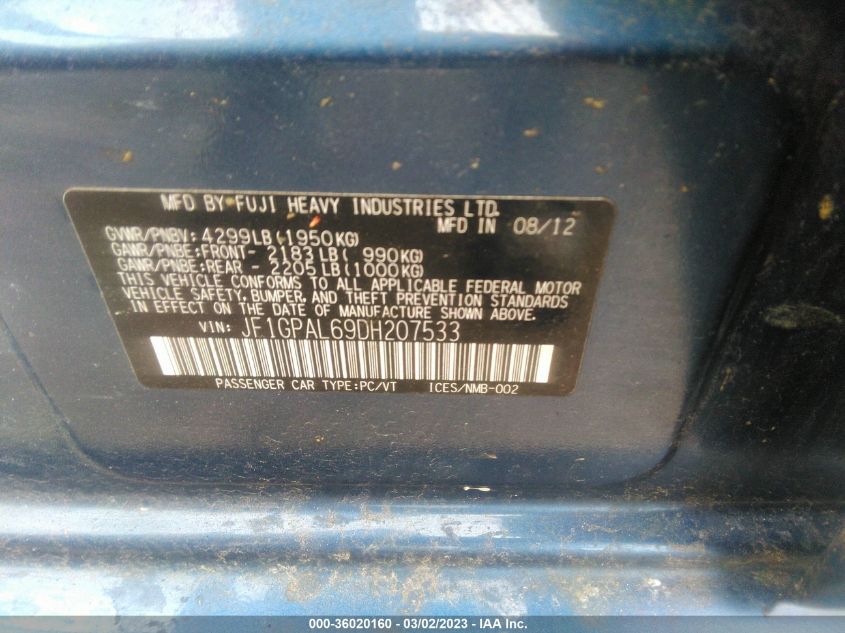 MFD BY FUJI HEAVY INDUSTRIES LTD.
MFD IN 08/12
GVWR/PNBV: 4299LB(1950KG)
GAWR/PNBE:FRONT- 2183LB( 990KG)
GAWR/PNBE:REAR - 2205LB(1000KG)
THIS VEHICLE CONFORMS TO ALL APPLICABLE FEDERAL MOTOR
VEHICLE SAFETY, BUMPER, AND THEFT PREVENTION STANDARDS
IN EFFECT ON THE DATE OF MANUFACTURE SHOWN ABOVE.
VIN: JF1GPAL69DH207533
PASSENGER CAR TYPE:PC/VT ICES/NMB-002
000-36020160 - 03/02/2023 - IAA Inc.